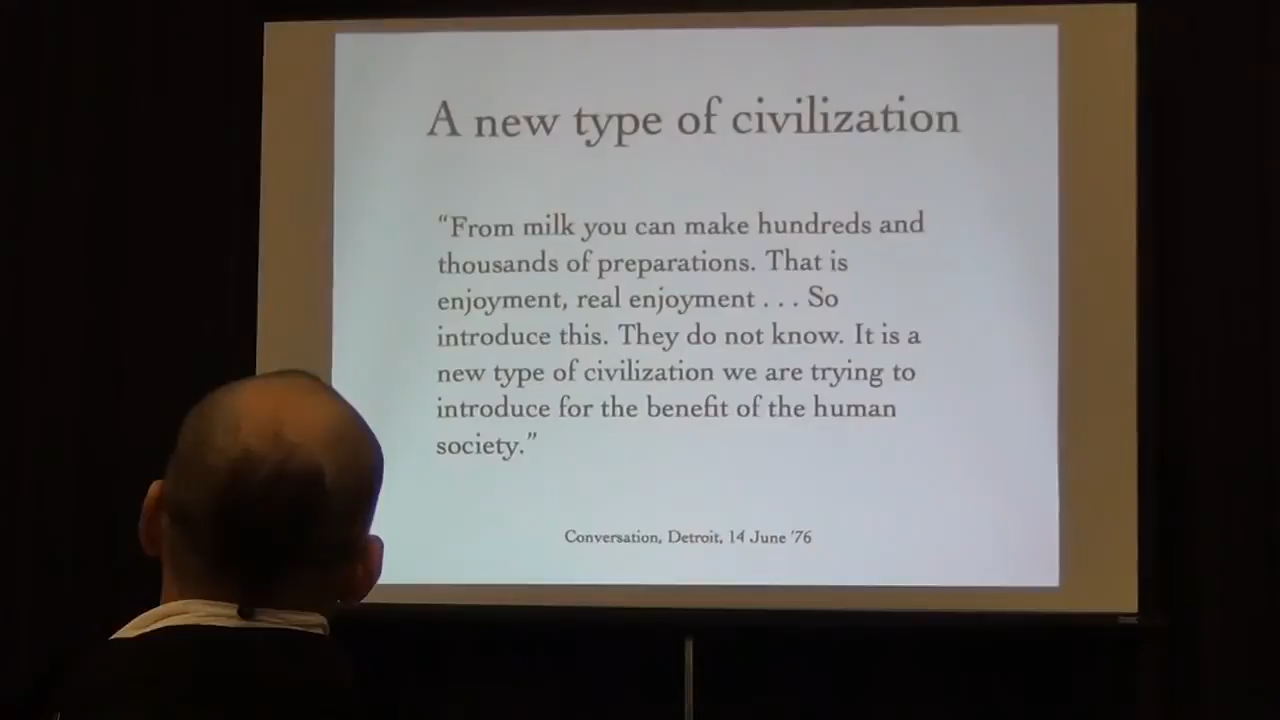 A new type of civilization
“From milk you can make hundreds and
thousands of preparations. That is
enjoyment, real enjoyment . . . So
introduce this. They do not know. It is a
new type of civilization we are trying to
introduce for the benefit of the human
society.”
Conversation, Detroit, 14 June ’76